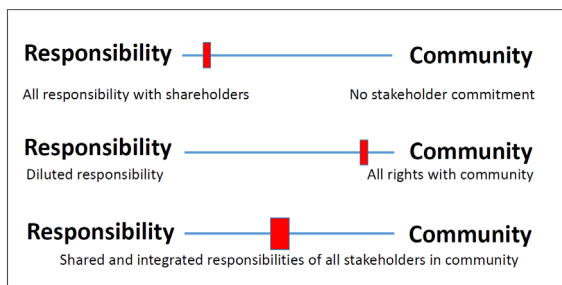 Responsibility Community
All responsibility with shareholders No stakeholder commitment
Responsibility Community
Diluted responsibility All rights with community
Responsibility Community
Shared and integrated responsibilities of all stakeholders in community